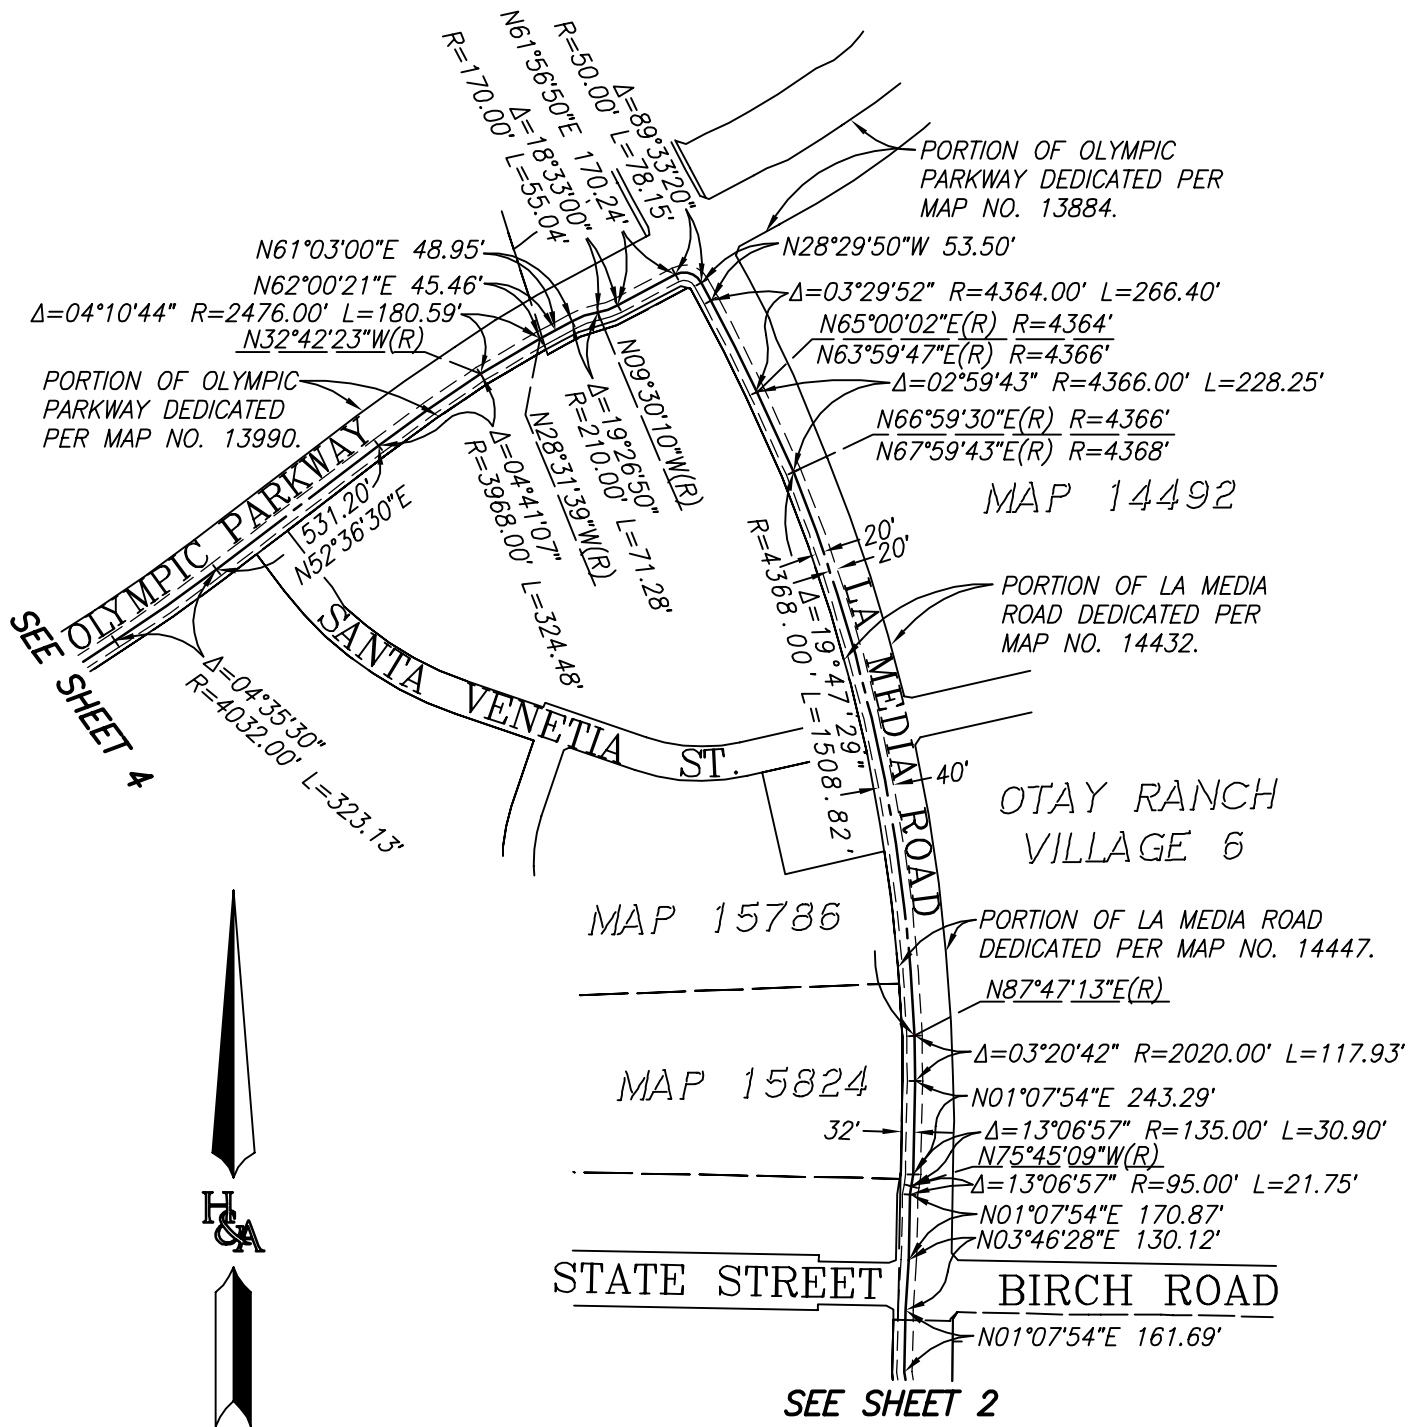 N61°56'50"E 170.24'
R=50.00' L=78.15'
Δ=89°33'20"
R=170.00' L=55.04'
Δ=18°33'00"
PORTION OF OLYMPIC
PARKWAY DEDICATED PER
MAP NO. 13884.
N61°03'00"E 48.95'
N28°29'50"W 53.50'
N62°00'21"E 45.46'
Δ=04°10'44" R=2476.00' L=180.59'
N32°42'23"W(R)
Δ=03°29'52" R=4364.00' L=266.40'
N65°00'02"E(R) R=4364'
N63°59'47"E(R) R=4366'
PORTION OF OLYMPIC
PARKWAY DEDICATED
PER MAP NO. 13990.
Δ=02°59'43" R=4366.00' L=228.25'
N66°59'30"E(R) R=4366'
N67°59'43"E(R) R=4368'
N09°30'10"W(R)
Δ=19°26'50"
R=210.00' L=71.28'
N28°31'39"W(R)
Δ=04°41'07"
R=3968.00' L=324.48'
MAP 14492
OLYMPIC PARKWAY
531.20'
N52°36'30"E
20'
20'
Δ=19°47'29"
R=4368.00' L=1508.82'
PORTION OF LA MEDIA
ROAD DEDICATED PER
MAP NO. 14432.
SEE SHEET 4
SANTA VENETIA ST.
LA MEDIA ROAD
Δ=04°35'30"
R=4032.00' L=323.13'
40'
OTAY RANCH
VILLAGE 6
MAP 15786
PORTION OF LA MEDIA ROAD
DEDICATED PER MAP NO. 14447.
N87°47'13"E(R)
Δ=03°20'42" R=2020.00' L=117.93'
MAP 15824
N01°07'54"E 243.29'
32'
Δ=13°06'57" R=135.00' L=30.90'
N75°45'09"W(R)
Δ=13°06'57" R=95.00' L=21.75'
N01°07'54"E 170.87'
N03°46'28"E 130.12'
H&A
STATE STREET
BIRCH ROAD
N01°07'54"E 161.69'
SEE SHEET 2